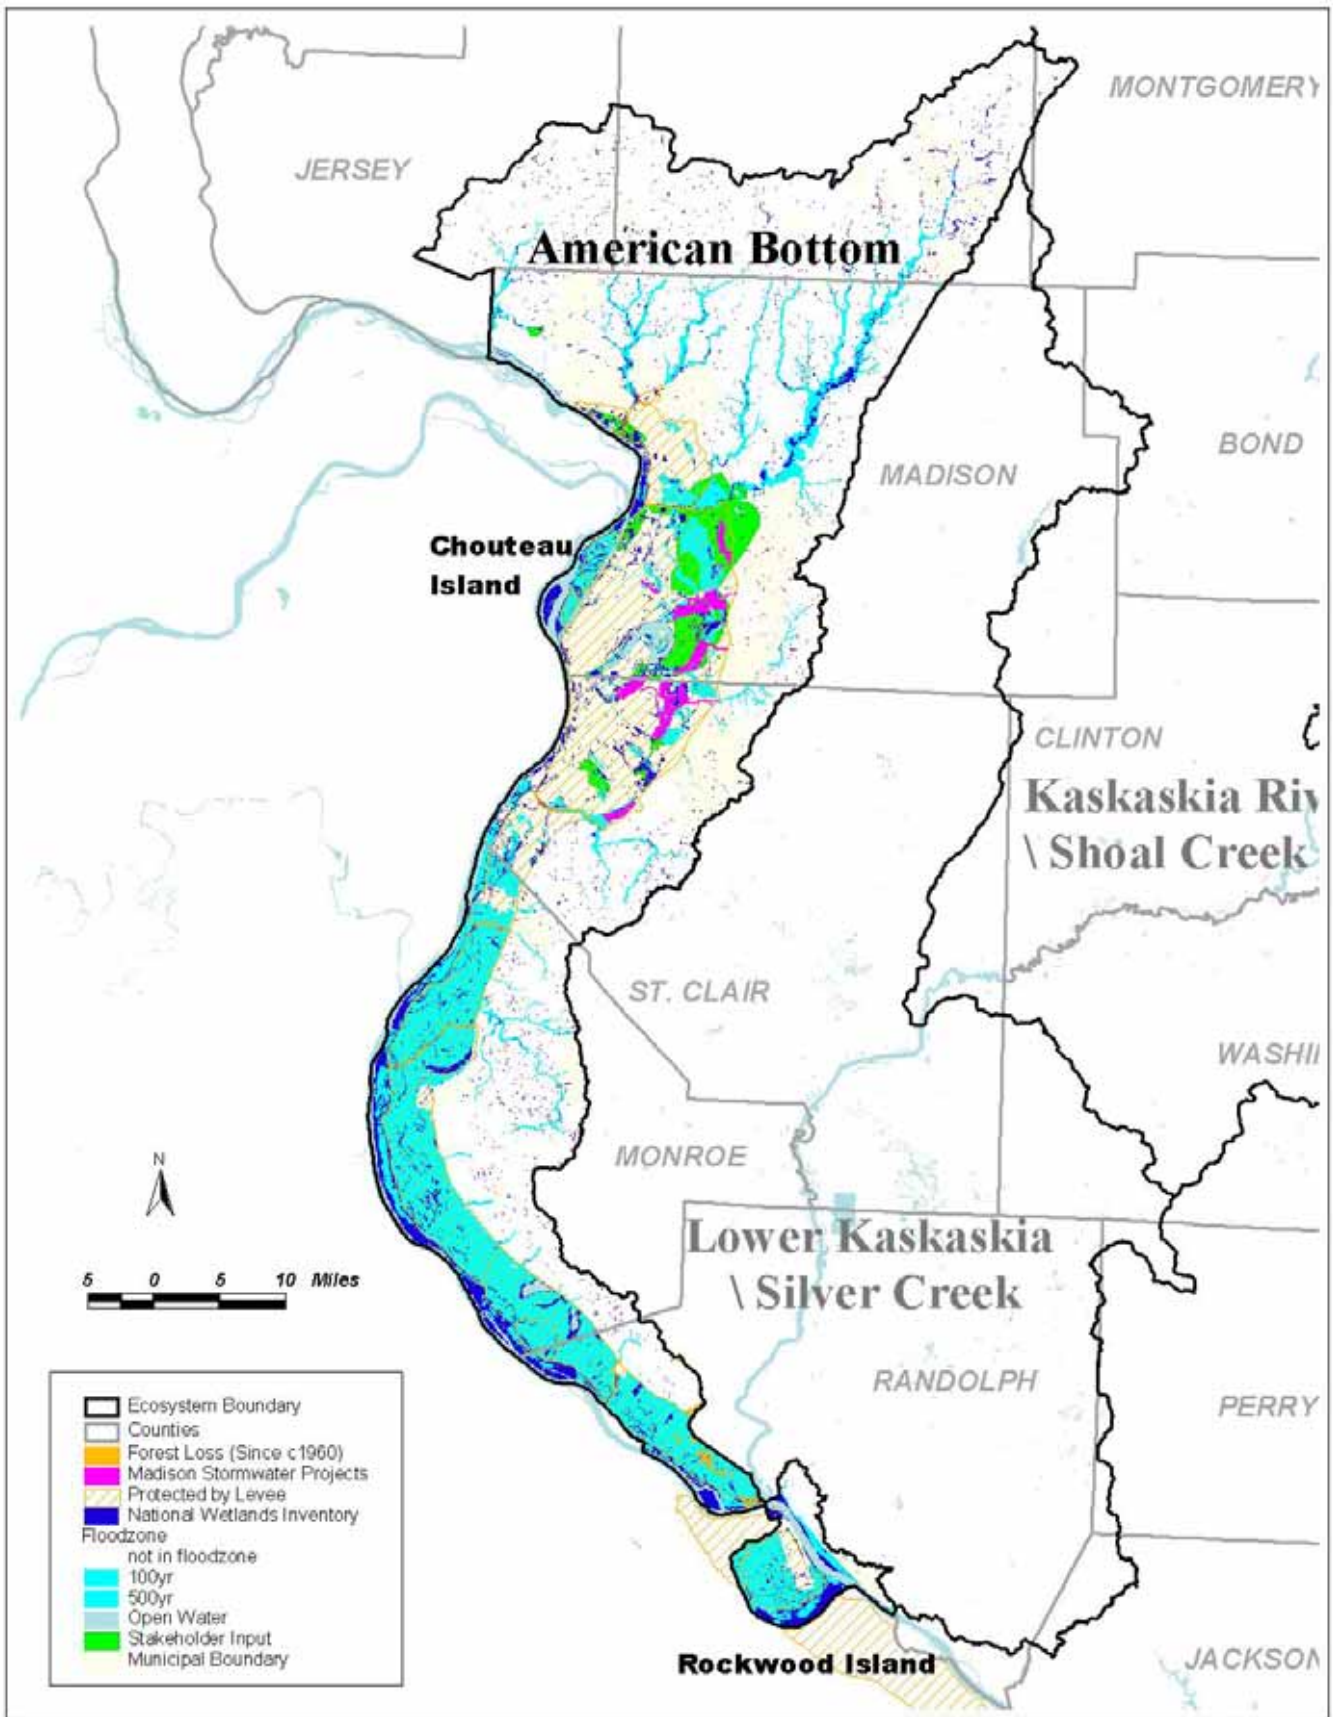 MONTGOMERY
JERSEY
American Bottom
BOND
MADISON
Chouteau
Island
CLINTON
Kaskaskia Riv
\ Shoal Creek
ST. CLAIR
WASHI
N
MONROE
Lower Kaskaskia
\ Silver Creek
5 0 5 10 Miles
RANDOLPH
PERRY
Ecosystem Boundary
Counties
Forest Loss (Since c1960)
Madison Stormwater Projects
Protected by Levee
National Wetlands Inventory
Floodzone
not in floodzone
100yr
500yr
Open Water
Stakeholder Input
Municipal Boundary
Rockwood Island
JACKSON